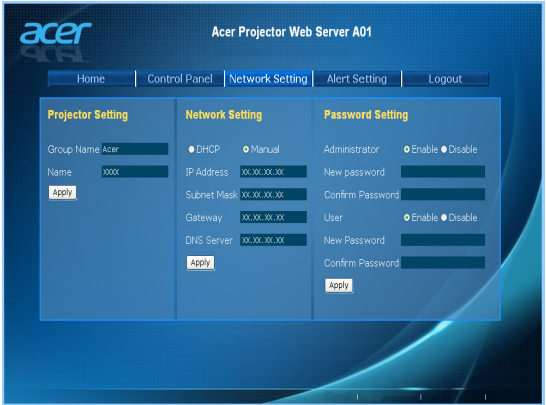 acer
Acer Projector Web Server A01
Home Control Panel Network Setting Alert Setting Logout
Projector Setting
Group Name Acer
Name XXXX
Apply
Network Setting
DHCP Manual
IP Address XX.XX.XX.XX
Subnet Mask XX.XX.XX.XX
Gateway XX.XX.XX.XX
DNS Server XX.XX.XX.XX
Apply
Password Setting
Administrator Enable Disable
New password
Confirm Password
User Enable Disable
New Password
Confirm Password
Apply